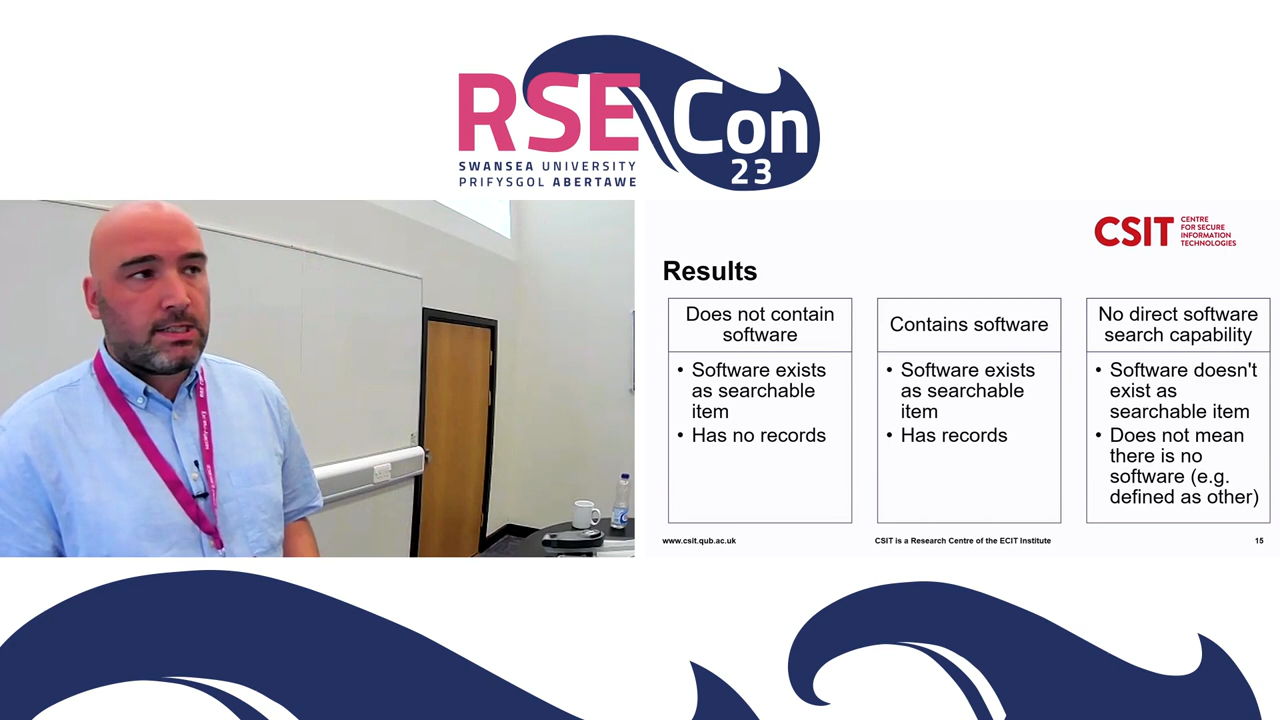 RSE Con
23
SWANSEA UNIVERSITY
PRIFYSGOL ABERTAWE
CSIT CENTRE
FOR SECURE
INFORMATION
TECHNOLOGIES
Results
Does not contain
software
• Software exists
as searchable
item
• Has no records
Contains software
• Software exists
as searchable
item
• Has records
No direct software
search capability
• Software doesn't
exist as
searchable item
• Does not mean
there is no
software (e.g.
defined as other)
www.csit.qub.ac.uk
CSIT is a Research Centre of the ECIT Institute
15